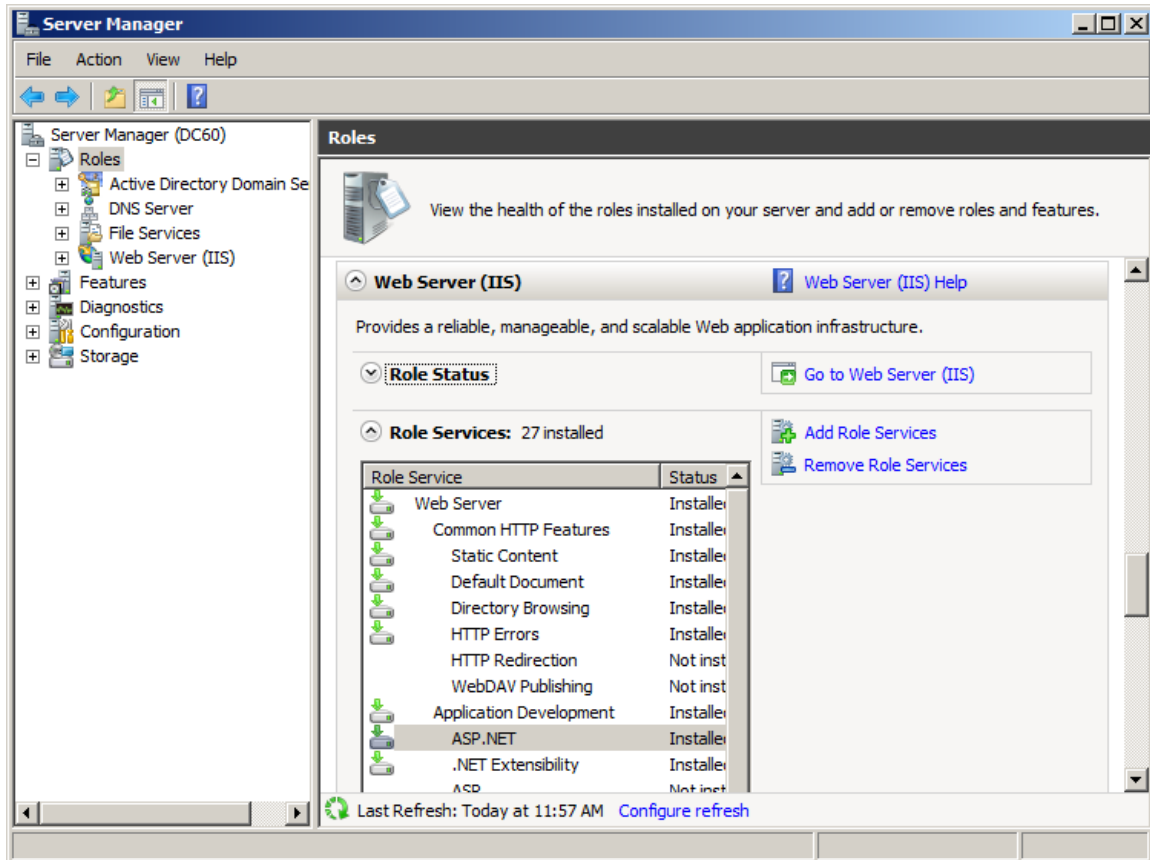 Server Manager
File Action View Help
Server Manager (DC60)
Roles
Active Directory Domain Se
DNS Server
File Services
Web Server (IIS)
Features
Diagnostics
Configuration
Storage
Roles
View the health of the roles installed on your server and add or remove roles and features.
Web Server (IIS)
Web Server (IIS) Help
Provides a reliable, manageable, and scalable Web application infrastructure.
Role Status
Go to Web Server (IIS)
Role Services: 27 installed
Add Role Services
Remove Role Services
Role Service Status
Web Server Installe
Common HTTP Features Installe
Static Content Installe
Default Document Installe
Directory Browsing Installe
HTTP Errors Installe
HTTP Redirection Not inst
WebDAV Publishing Not inst
Application Development Installe
ASP.NET Installe
.NET Extensibility Installe
ASP Not inst
Last Refresh: Today at 11:57 AM Configure refresh